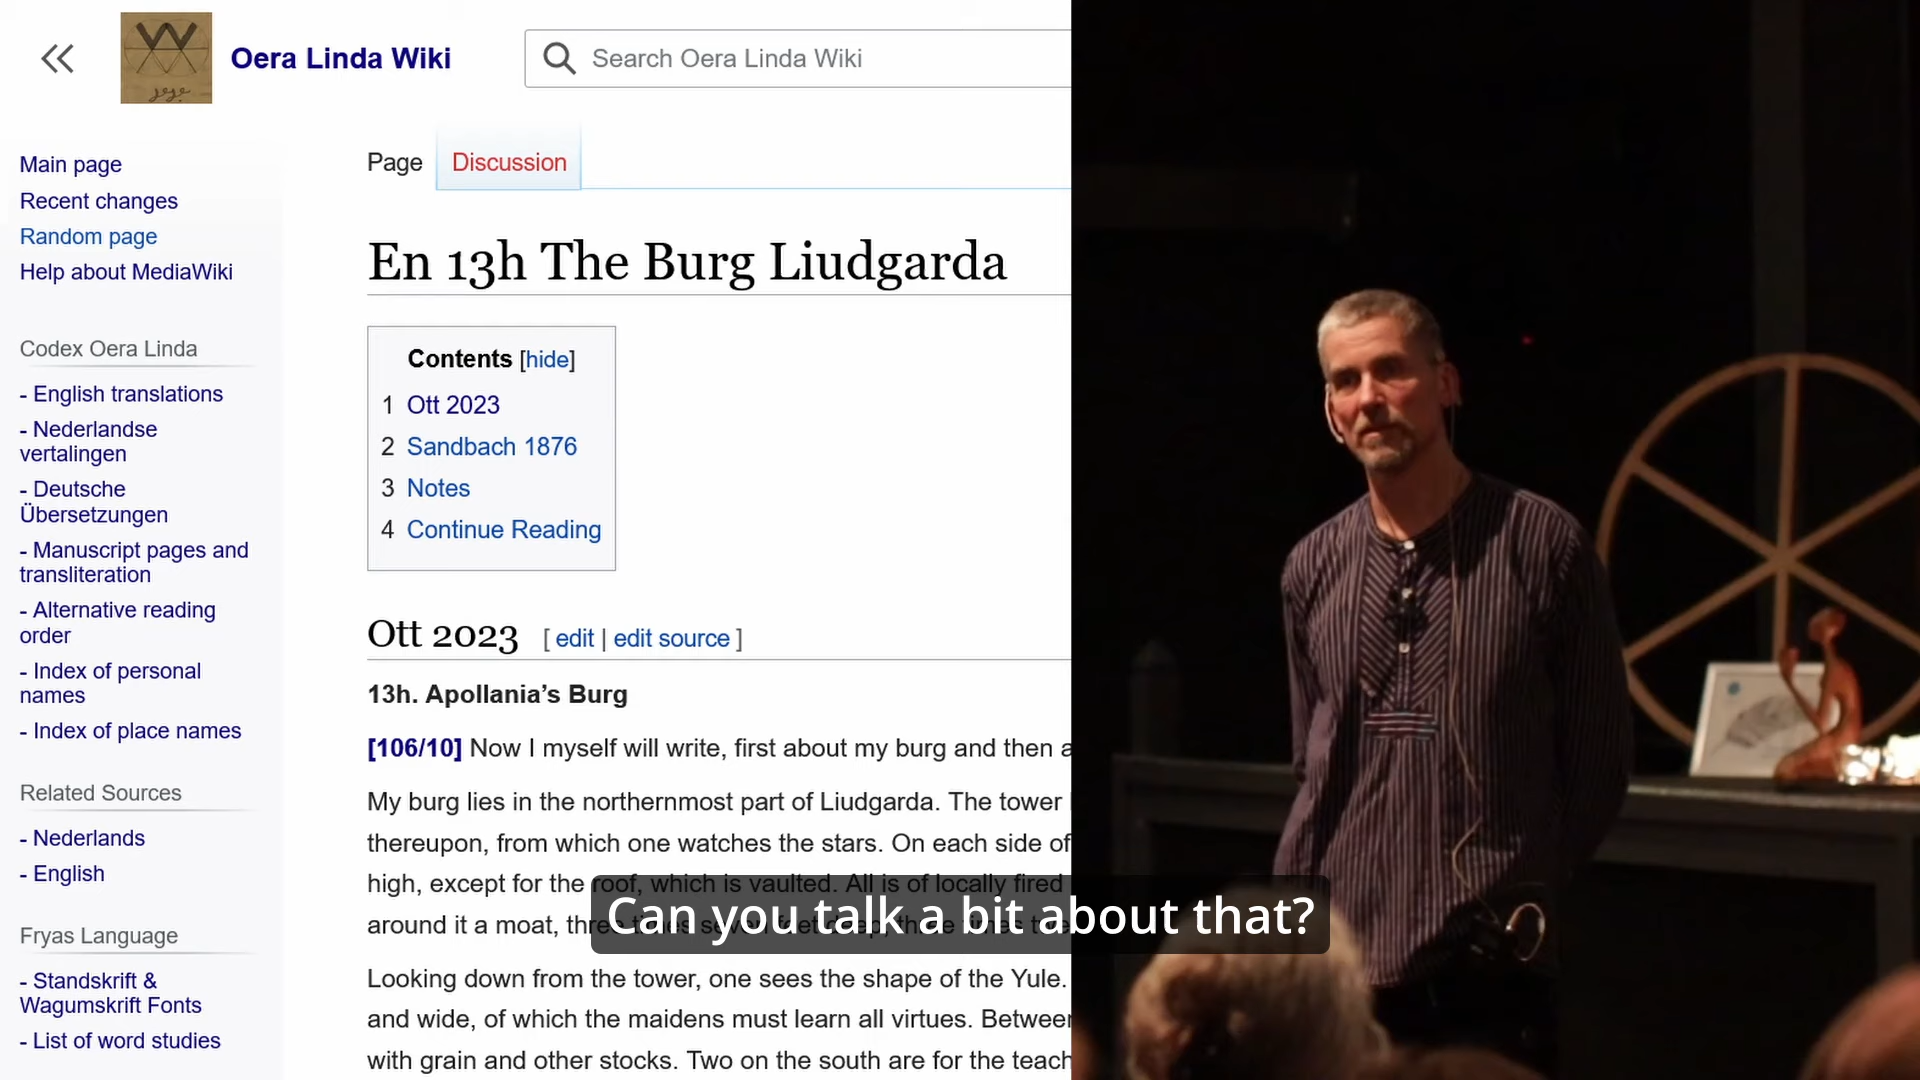 Oera Linda Wiki
Search Oera Linda Wiki
Main page
Recent changes
Random page
Help about MediaWiki
Codex Oera Linda
- English translations
- Nederlandse
vertalingen
- Deutsche
Übersetzungen
- Manuscript pages and
transliteration
- Alternative reading
order
- Index of personal
names
- Index of place names
Related Sources
- Nederlands
- English
Fryas Language
- Standskrift &
Wagumskrift Fonts
- List of word studies
Page
Discussion
En 13h The Burg Liudgarda
Contents [hide]
1 Ott 2023
2 Sandbach 1876
3 Notes
4 Continue Reading
Ott 2023 [ edit | edit source ]
13h. Apollania’s Burg
[106/10] Now I myself will write, first about my burg and then a
My burg lies in the northernmost part of Liudgarda. The tower
thereupon, from which one watches the stars. On each side of
high, except for the roof, which is vaulted. All is of locally fired
around it a moat, three times seven feet deep, three times
Looking down from the tower, one sees the shape of the Yule.
and wide, of which the maidens must learn all virtues. Between
with grain and other stocks. Two on the south are for the teach
Can you talk a bit about that?